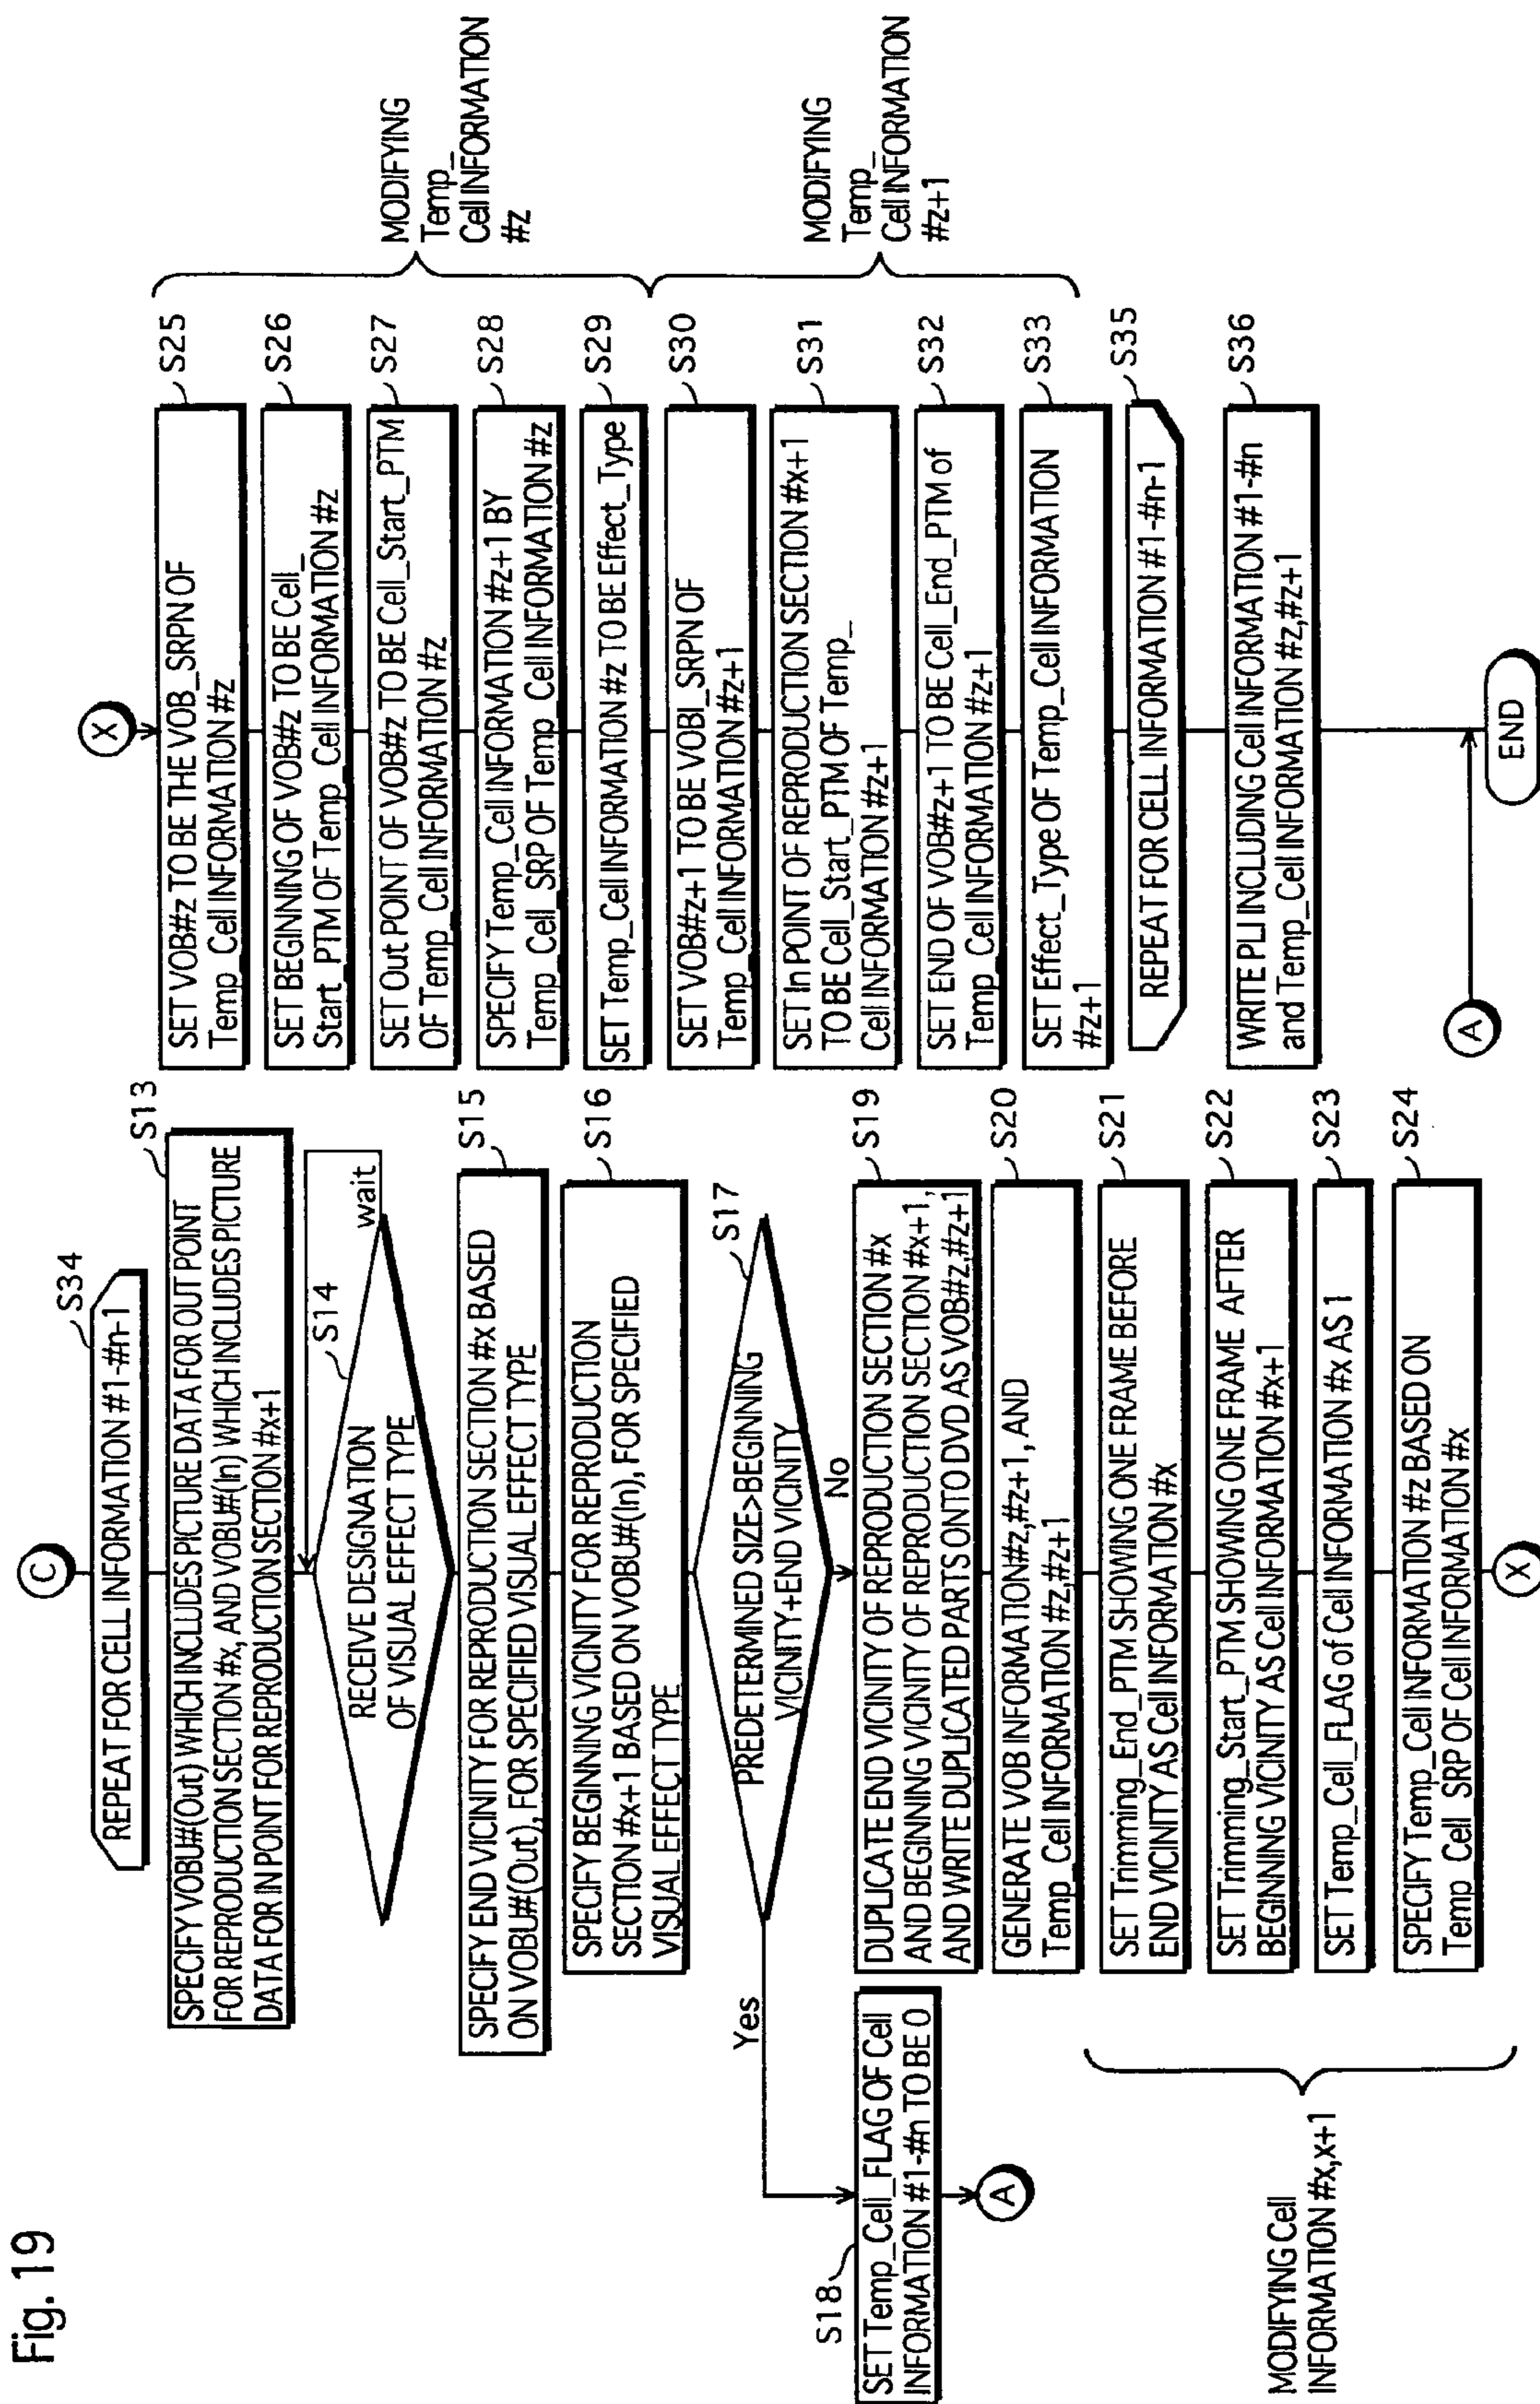 Fig. 19
C
S34
REPEAT FOR CELL INFORMATION #1-#n-1
S13
SPECIFY VOBU#(Out) WHICH INCLUDES PICTURE DATA FOR OUT POINT
FOR REPRODUCTION SECTION #x, AND VOBU#(In) WHICH INCLUDES PICTURE
DATA FOR IN POINT FOR REPRODUCTION SECTION #x+1
S14
wait
RECEIVE DESIGNATION
OF VISUAL EFFECT TYPE
S15
SPECIFY END VICINITY FOR REPRODUCTION SECTION #x BASED
ON VOBU#(Out), FOR SPECIFIED VISUAL EFFECT TYPE
S16
SPECIFY BEGINNING VICINITY FOR REPRODUCTION
SECTION #x+1 BASED ON VOBU#(In), FOR SPECIFIED
VISUAL EFFECT TYPE
S17
PREDETERMINED SIZE>BEGINNING
VICINITY+END VICINITY
Yes
No
S18
SET Temp_Cell_FLAG OF Cell
INFORMATION #1-#n TO BE 0
A
S19
DUPLICATE END VICINITY OF REPRODUCTION SECTION #x
AND BEGINNING VICINITY OF REPRODUCTION SECTION #x+1,
AND WRITE DUPLICATED PARTS ONTO DVD AS VOB#z,#z+1
S20
GENERATE VOB INFORMATION#z,#z+1, AND
Temp_Cell INFORMATION #z,#z+1
S21
SET Trimming_End_PTM SHOWING ONE FRAME BEFORE
END VICINITY AS Cell INFORMATION #x
S22
SET Trimming_Start_PTM SHOWING ONE FRAME AFTER
BEGINNING VICINITY AS Cell INFORMATION #x+1
S23
SET Temp_Cell_FLAG of Cell INFORMATION #x AS 1
S24
SPECIFY Temp_Cell INFORMATION #z BASED ON
Temp_Cell_SRP OF Cell INFORMATION #x
MODIFYING Cell
INFORMATION #x,x+1
X
X
S25
SET VOB#z TO BE THE VOB_SRPN OF
Temp_Cell INFORMATION #z
S26
SET BEGINNING OF VOB#z TO BE Cell_
Start_PTM OF Temp_Cell INFORMATION #z
S27
SET Out POINT OF VOB#z TO BE Cell_Start_PTM
OF Temp_Cell INFORMATION #z
S28
SPECIFY Temp_Cell INFORMATION #z+1 BY
Temp_Cell_SRP OF Temp_Cell INFORMATION #z
S29
SET Temp_Cell INFORMATION #z TO BE Effect_Type
MODIFYING
Temp_
Cell INFORMATION
#z
S30
SET VOB#z+1 TO BE VOBI_SRPN OF
Temp_Cell INFORMATION #z+1
S31
SET In POINT OF REPRODUCTION SECTION #x+1
TO BE Cell_Start_PTM OF Temp_
Cell INFORMATION #z+1
S32
SET END OF VOB#z+1 TO BE Cell_End_PTM of
Temp_Cell INFORMATION #z+1
S33
SET Effect_Type OF Temp_Cell INFORMATION
#z+1
MODIFYING
Temp_
Cell INFORMATION
#z+1
S35
REPEAT FOR CELL INFORMATION #1-#n-1
S36
WRITE PLI INCLUDING Cell INFORMATION #1-#n
and Temp_Cell INFORMATION #z,#z+1
A
END